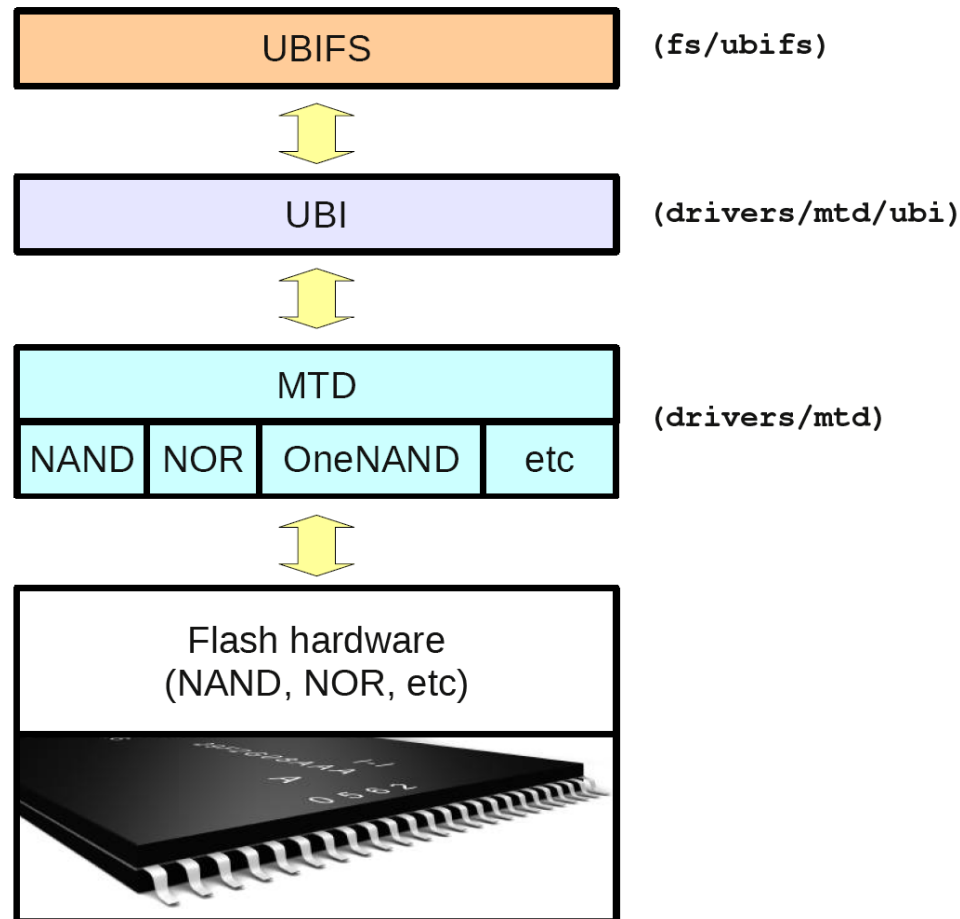 UBIFS
(fs/ubifs)
UBI
(drivers/mtd/ubi)
MTD
(drivers/mtd)
NAND NOR OneNAND etc
Flash hardware
(NAND, NOR, etc)
A
0562